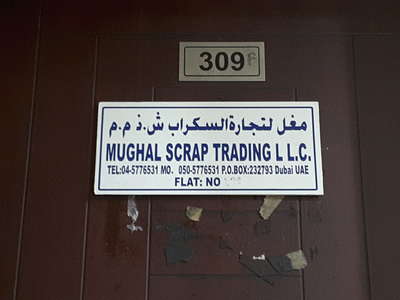 309
مغل لتجارة السكراب ش.ذ.م.م
MUGHAL SCRAP TRADING L L.C.
TEL:04-5776531 MO. 050-5776531 P.O.BOX:232793 Dubai UAE
FLAT: NO